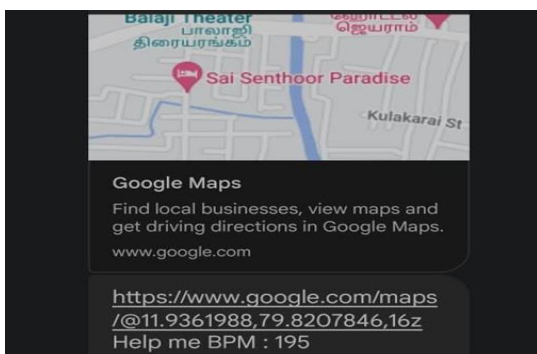 Balaji Theater
பாலாஜி
திரையரங்கம்
ஹோட்டல்
ஜெயராம்
Sai Senthoor Paradise
Kulakarai St
Google Maps
Find local businesses, view maps and
get driving directions in Google Maps.
www.google.com
https://www.google.com/maps
/@11.9361988,79.8207846,16z
Help me BPM : 195